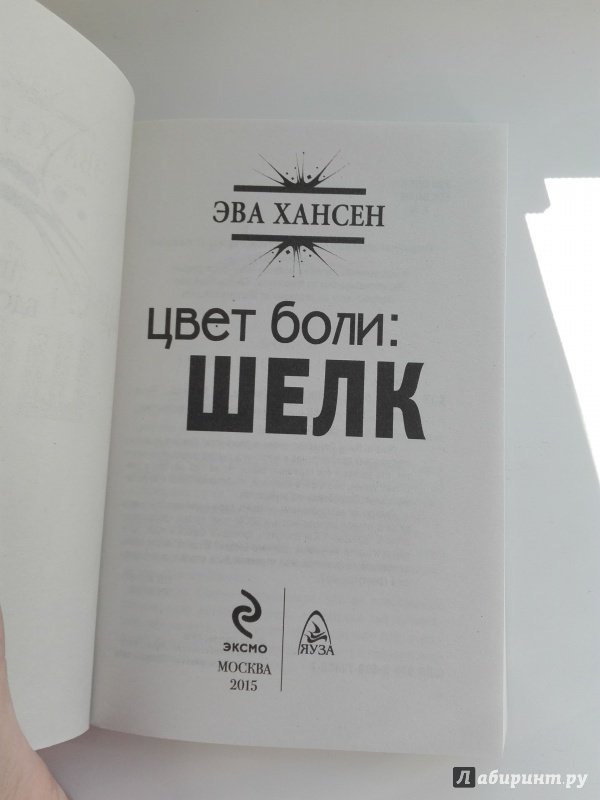 ЭВА ХАНСЕН
цвет боли:
ШЕЛК
ЭКСМО
МОСКВА
2015
ЯУЗА
Лабиринт.ру